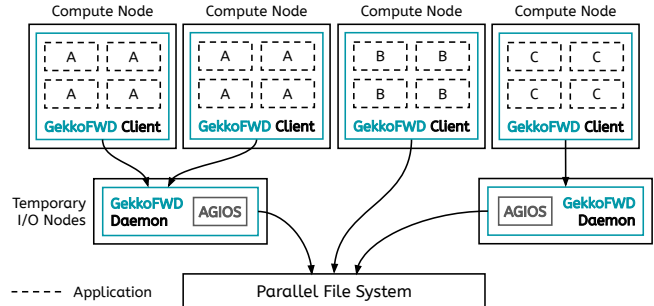 Compute Node Compute Node Compute Node Compute Node
A A A A B B C C
A A A A B B C C
GekkoFWD Client GekkoFWD Client GekkoFWD Client GekkoFWD Client
Temporary
I/O Nodes
GekkoFWD
Daemon
AGIOS
AGIOS
GekkoFWD
Daemon
Application
Parallel File System